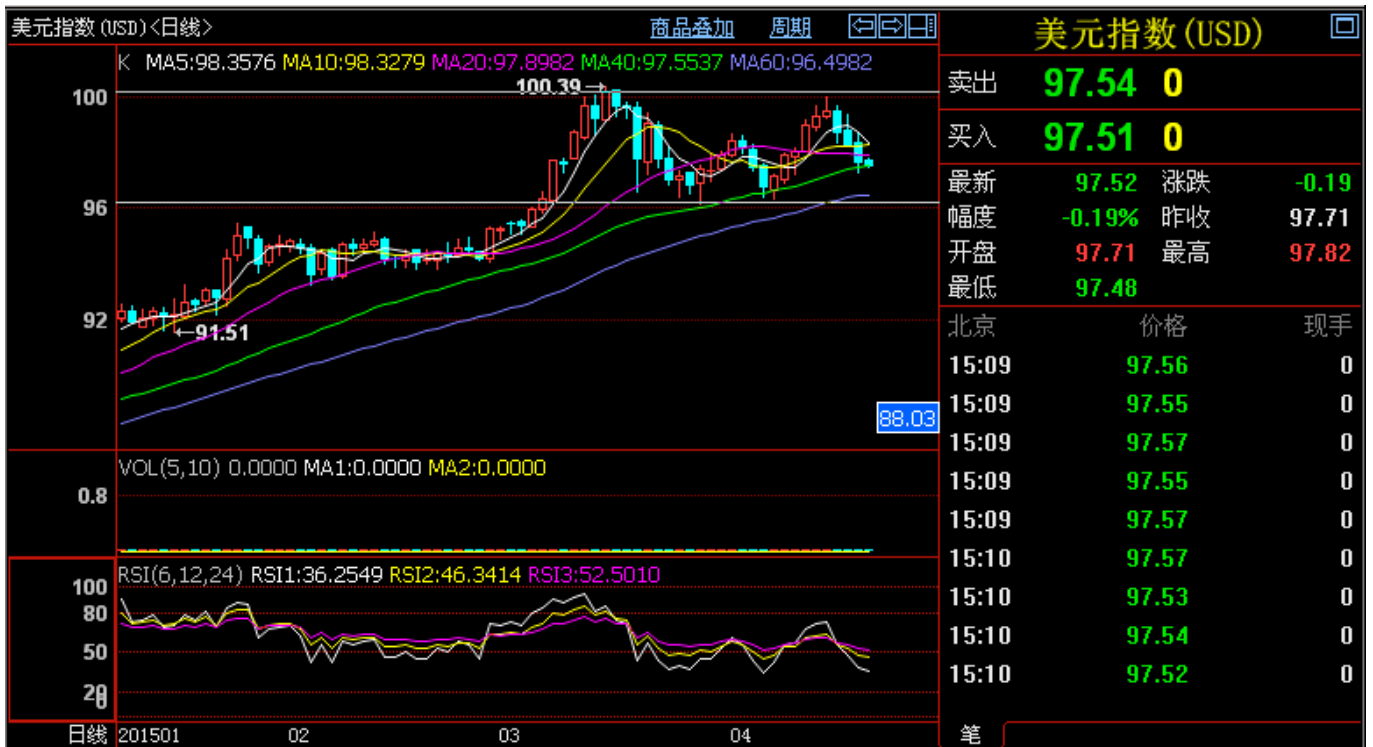 美元指数(USD)<日线> 商品叠加 周期
K MA5:98.3576 MA10:98.3279 MA20:97.8982 MA40:97.5537 MA60:96.4982
100.39
100
96
92
91.51
88.03
VOL(5,10) 0.0000 MA1:0.0000 MA2:0.0000
0.8
RSI(6,12,24) RSI1:36.2549 RSI2:46.3414 RSI3:52.5010
100
80
50
20
0
日线 201501 02 03 04
美元指数(USD)
卖出 97.54 0
买入 97.51 0
最新 97.52 涨跌 -0.19
幅度 -0.19% 昨收 97.71
开盘 97.71 最高 97.82
最低 97.48
北京 价格 现手
15:09 97.56 0
15:09 97.55 0
15:09 97.57 0
15:09 97.55 0
15:09 97.57 0
15:10 97.57 0
15:10 97.53 0
15:10 97.54 0
15:10 97.52 0
笔